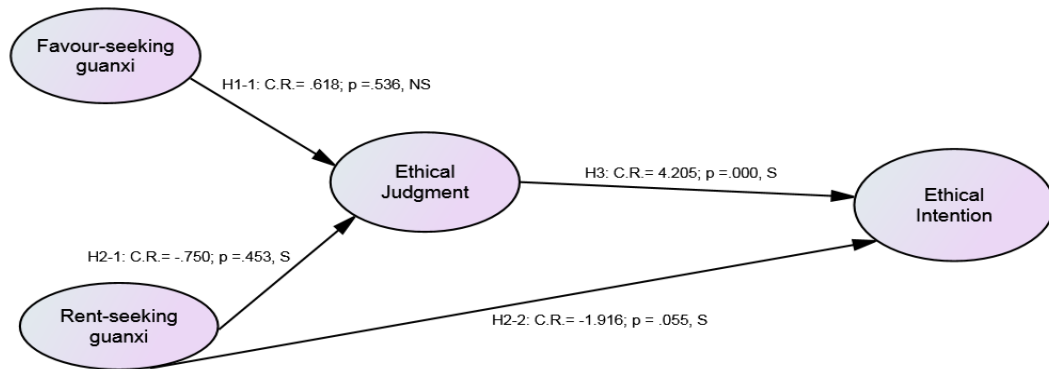 Favour-seeking
guanxi
H1-1: C.R.= .618; p =.536, NS
Ethical
Judgment
H3: C.R.= 4.205; p =.000, S
Ethical
Intention
H2-1: C.R.= -.750; p =.453, S
Rent-seeking
guanxi
H2-2: C.R.= -1.916; p = .055, S